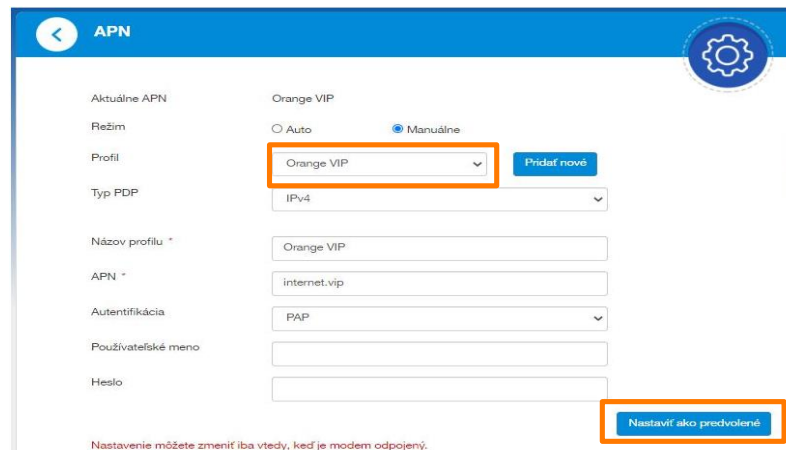 APN
Aktuálne APN Orange VIP
Režim Auto Manuálne
Profil Orange VIP Pridať nové
Typ PDP IPv4
Názov profilu * Orange VIP
APN * internet.vip
Autentifikácia PAP
Používateľské meno
Heslo
Nastaviť ako predvolené
Nastavenie môžete zmeniť iba vtedy, keď je modem odpojený.